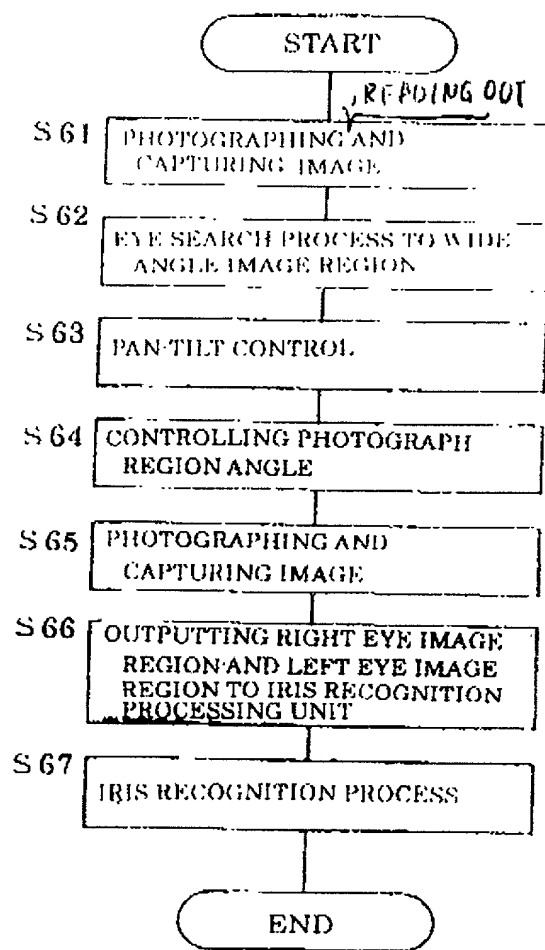 START
, READING OUT
S 61
PHOTOGRAPHING AND
CAPTURING IMAGE
S 62
EYE SEARCH PROCESS TO WIDE
ANGLE IMAGE REGION
S 63
PAN-TILT CONTROL
S 64
CONTROLLING PHOTOGRAPH
REGION ANGLE
S 65
PHOTOGRAPHING AND
CAPTURING IMAGE
S 66
OUTPUTTING RIGHT EYE IMAGE
REGION AND LEFT EYE IMAGE
REGION TO IRIS RECOGNITION
PROCESSING UNIT
S 67
IRIS RECOGNITION PROCESS
END